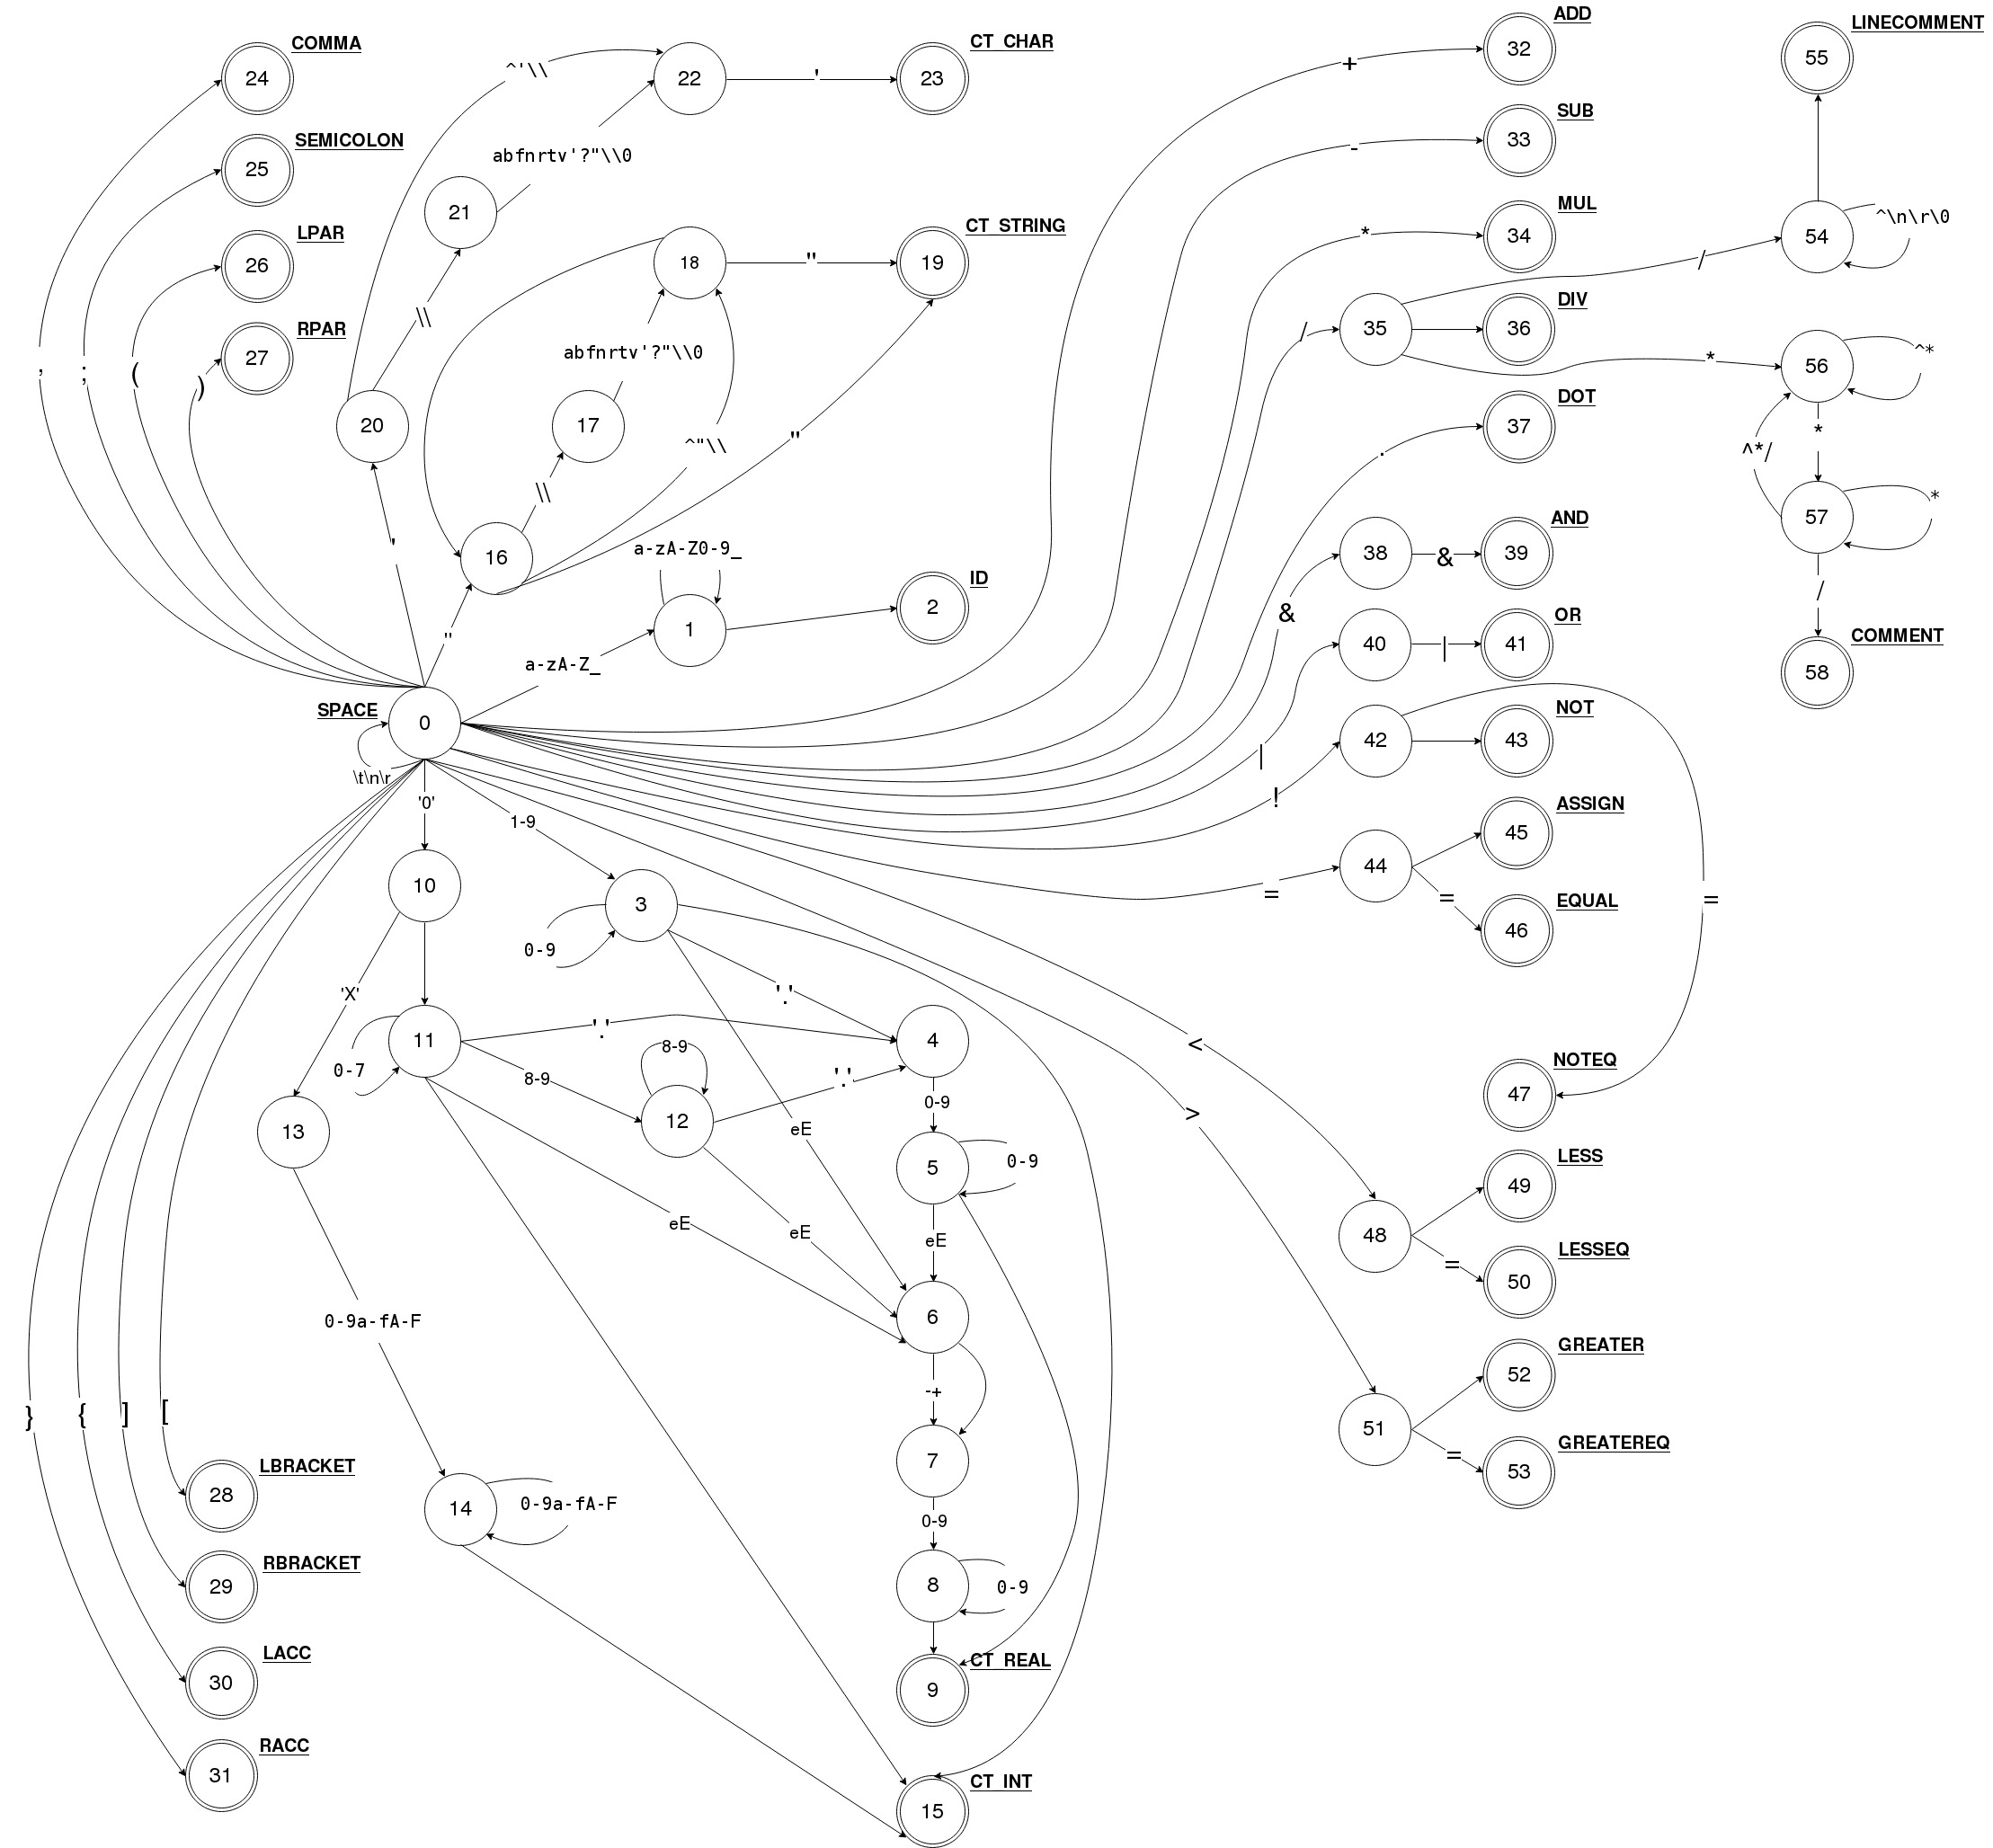 COMMA
24
SEMICOLON
25
LPAR
26
RPAR
27
,
;
(
)
^'\\
22
'
CT_CHAR
23
abfnrtv'?"\\0
21
\\
20
'
18
"
CT_STRING
19
abfnrtv'?"\\0
17
^"\\
"
\\
16
"
a-zA-Z0-9_
1
a-zA-Z_
ID
2
SPACE
0
\t\n\r
+
ADD
32
-
SUB
33
*
MUL
34
/
35
DIV
36
.
DOT
37
&
38
&
AND
39
|
40
|
OR
41
!
42
NOT
43
=
44
ASSIGN
45
=
EQUAL
46
=
NOTEQ
47
<
48
LESS
49
=
LESSEQ
50
>
51
GREATER
52
=
GREATEREQ
53
LINECOMMENT
55
/
54
^\n\r\0
*
56
^*
*
^*/
57
*
/
COMMENT
58
'0'
10
1-9
3
0-9
'X'
11
0-7
'.'
'.'
4
8-9
8-9
12
'.'
13
0-9
5
0-9
eE
eE
eE
eE
6
-+
7
0-9
8
0-9
CT_REAL
9
0-9a-fA-F
14
0-9a-fA-F
CT_INT
15
}
{
]
[
LBRACKET
28
RBRACKET
29
LACC
30
RACC
31